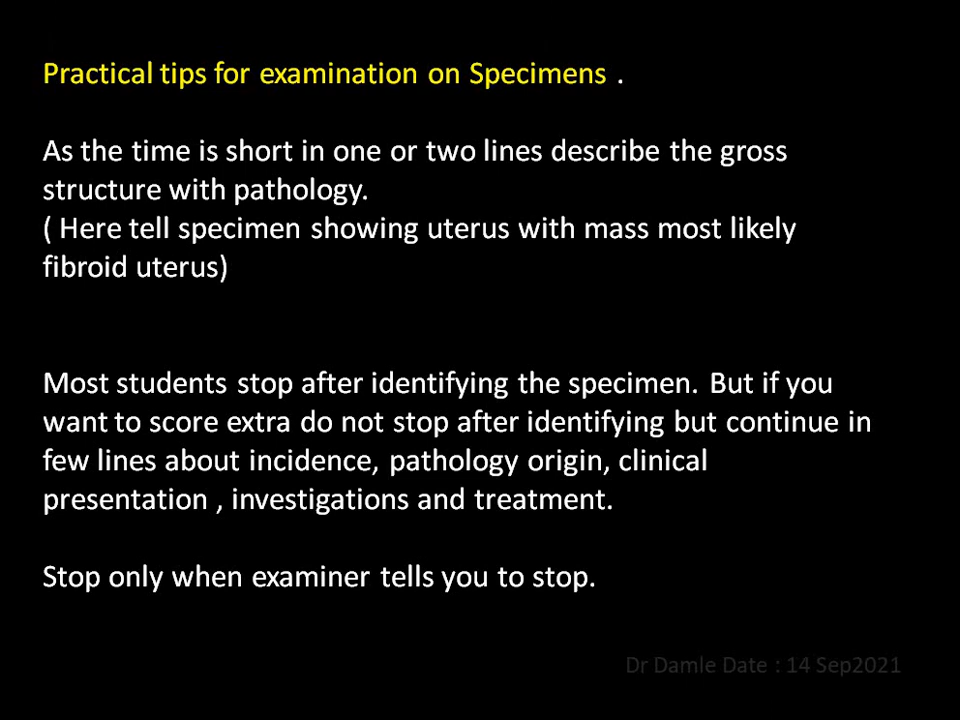 Practical tips for examination on Specimens .
As the time is short in one or two lines describe the gross
structure with pathology.
( Here tell specimen showing uterus with mass most likely
fibroid uterus)
Most students stop after identifying the specimen. But if you
want to score extra do not stop after identifying but continue in
few lines about incidence, pathology origin, clinical
presentation , investigations and treatment.
Stop only when examiner tells you to stop.
Dr Damle Date : 14 Sep2021